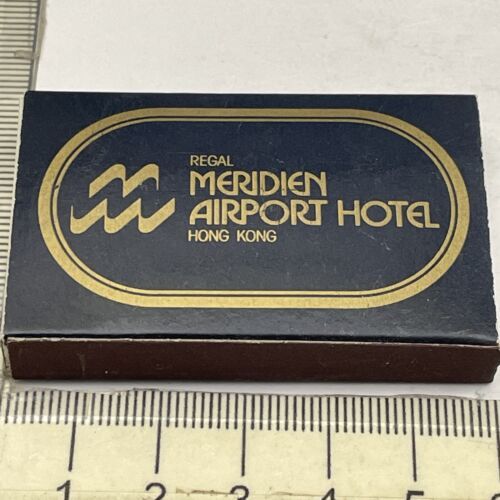 REGAL
MERIDIEN
AIRPORT HOTEL
HONG KONG
1 2 3 4 5